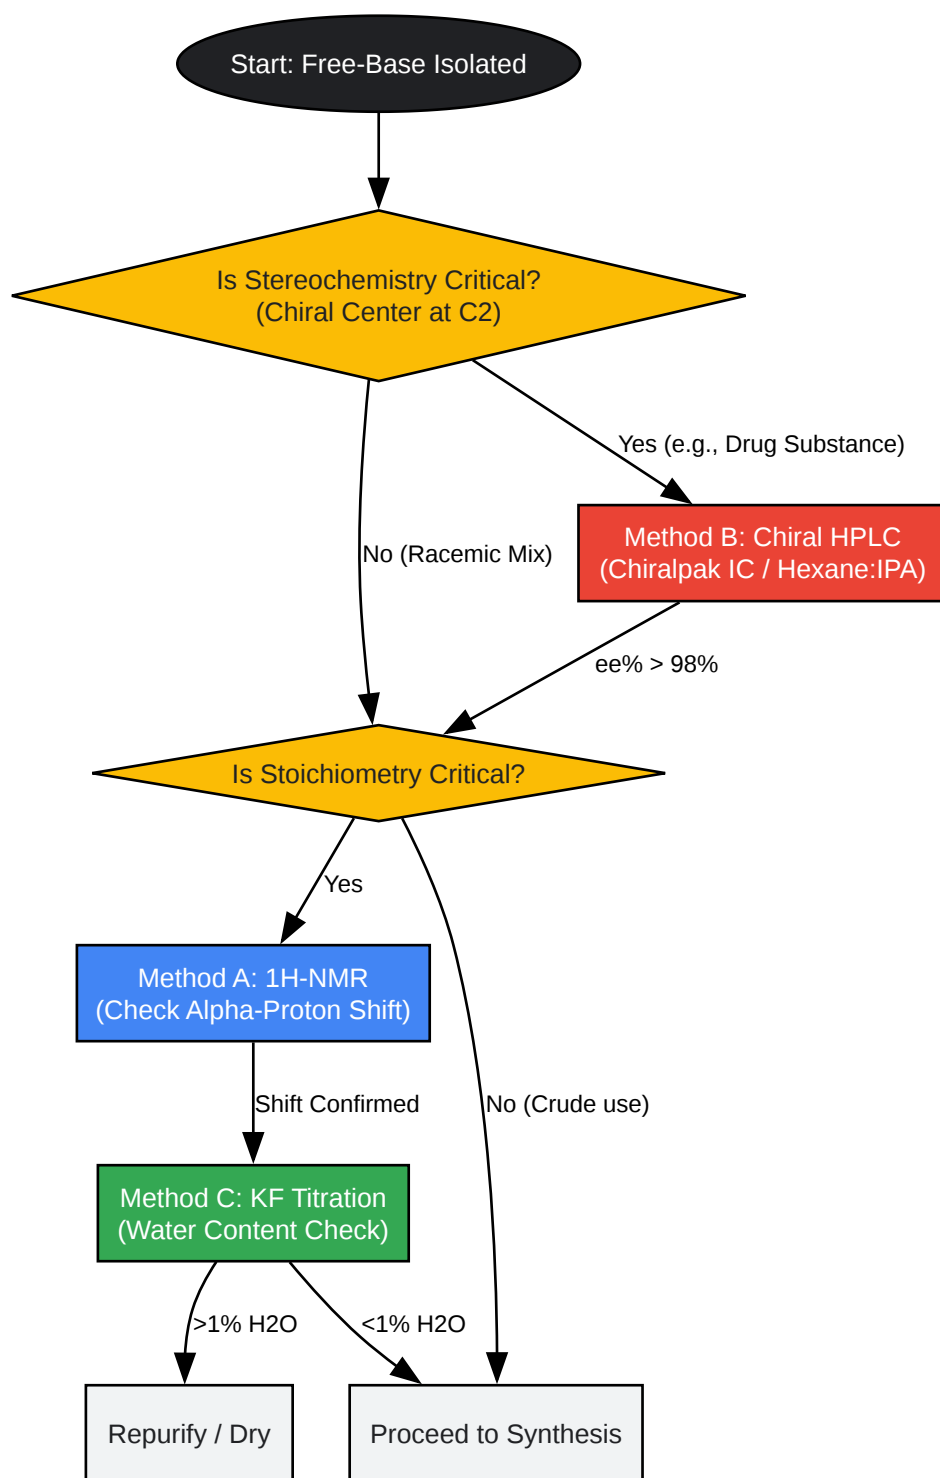 Start: Free-Base Isolated
Is Stereochemistry Critical?
(Chiral Center at C2)
Yes (e.g., Drug Substance)
Method B: Chiral HPLC
(Chiralpak IC / Hexane:IPA)
No (Racemic Mix)
ee% > 98%
Is Stoichiometry Critical?
Yes
Method A: 1H-NMR
(Check Alpha-Proton Shift)
Shift Confirmed
No (Crude use)
Method C: KF Titration
(Water Content Check)
>1% H2O
<1% H2O
Repurify / Dry
Proceed to Synthesis